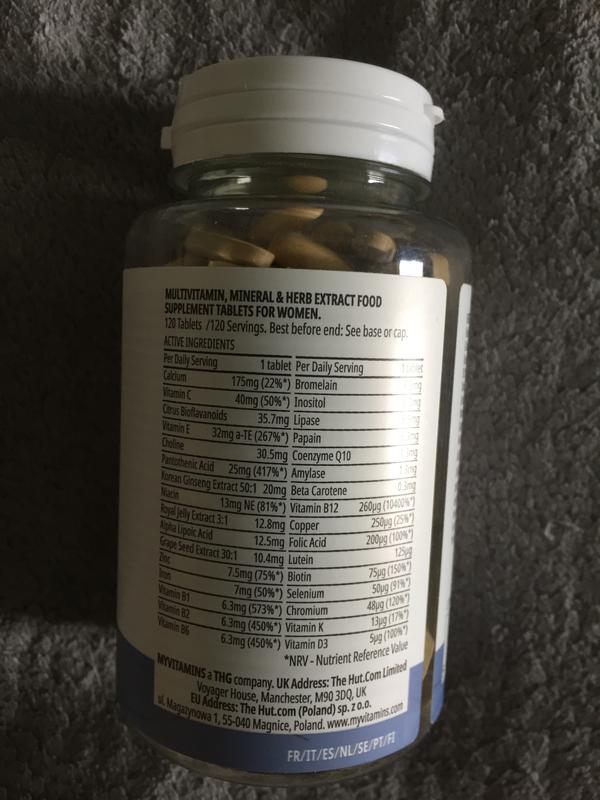 MULTIVITAMIN, MINERAL & HERB EXTRACT FOOD
SUPPLEMENT TABLETS FOR WOMEN.
120 Tablets /120 Servings. Best before end: See base or cap.
ACTIVE INGREDIENTS
Per Daily Serving 1 tablet
Calcium 175mg (22%*)
Vitamin C 40mg (50%*)
Citrus Bioflavanoids 35.7mg
Vitamin E 32mg a-TE (267%*)
Choline 30.5mg
Pantothenic Acid 25mg (417%*)
Korean Ginseng Extract 50:1 20mg
Niacin 13mg NE (81%*)
Royal Jelly Extract 3:1 12.8mg
Alpha Lipoic Acid 12.5mg
Grape Seed Extract 30:1 10.4mg
Zinc 7.5mg (75%*)
Iron 7mg (50%*)
Vitamin B1 6.3mg (573%*)
Vitamin B2 6.3mg (450%*)
Vitamin B6 6.3mg (450%*)
Per Daily Serving 1 tablet
Bromelain
Inositol
Lipase
Papain
Coenzyme Q10
Amylase
Beta Carotene 0.3mg
Vitamin B12 260µg (10400%*)
Copper 250µg (25%*)
Folic Acid 200µg (100%*)
Lutein 125µg
Biotin 75µg (150%*)
Selenium 50µg (91%*)
Chromium 48µg (120%*)
Vitamin K 13µg (17%*)
Vitamin D3 5µg (100%*)
*NRV - Nutrient Reference Value
MYVITAMINS a THG company. UK Address: The Hut.Com Limited
Voyager House, Manchester, M90 3DQ, UK
EU Address: The Hut.com (Poland) sp. z o.o.
ul. Magazynowa 1, 55-040 Magnice, Poland. www.myvitamins.com
FR/IT/ES/NL/SE/PT/FI